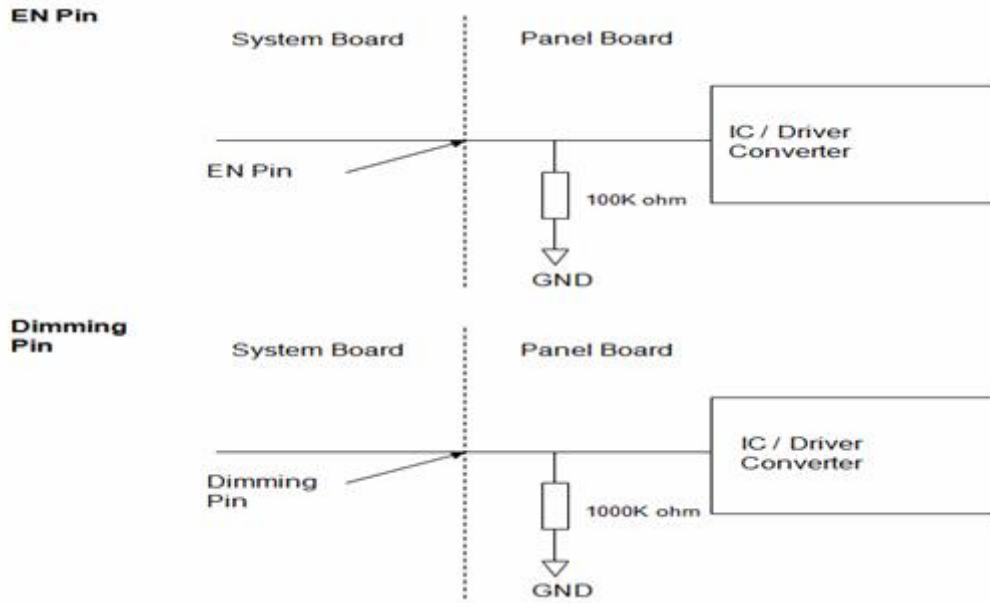 EN Pin
System Board
Panel Board
IC / Driver
Converter
EN Pin
100K ohm
GND
Dimming
Pin
System Board
Panel Board
IC / Driver
Converter
Dimming
Pin
1000K ohm
GND